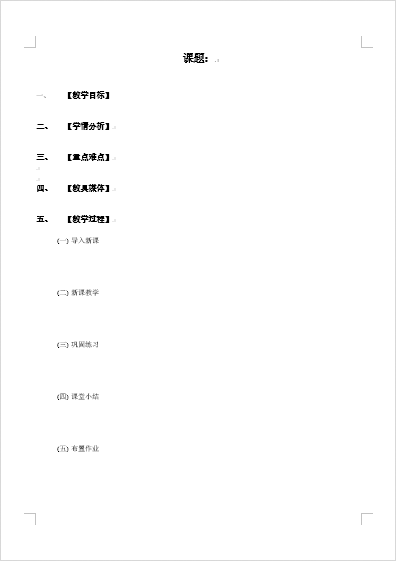 课题:
一、 【教学目标】
二、 【学情分析】
三、 【重点难点】
四、 【教具媒体】
五、 【教学过程】
(一) 导入新课
(二) 新课教学
(三) 巩固练习
(四) 课堂小结
(五) 布置作业